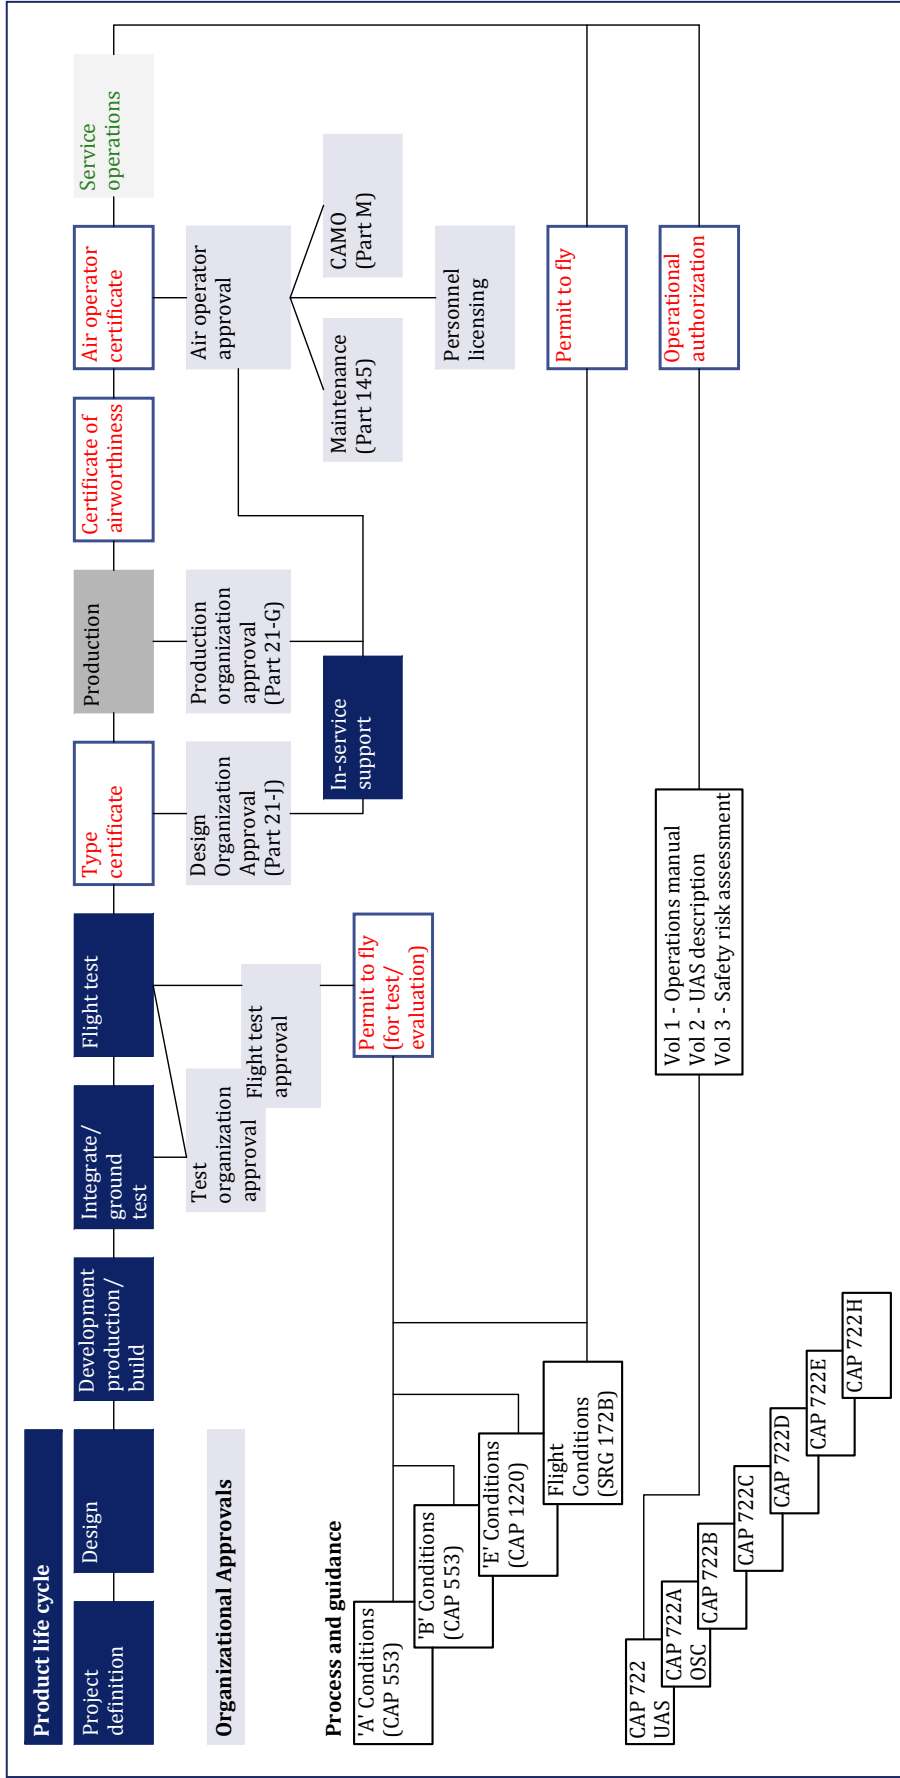 Product life cycle
Project
definition
Design
Development
production/
build
Integrate/
ground
test
Flight test
Type
certificate
Production
Certificate of
airworthiness
Air operator
certificate
Service
operations
Organizational Approvals
Test
organization
approval
Flight test
approval
Design
Organization
Approval
(Part 21-J)
Production
organization
approval
(Part 21-G)
Air operator
approval
In-service
support
Maintenance
(Part 145)
CAMO
(Part M)
Personnel
licensing
Process and guidance
'A' Conditions
(CAP 553)
'B' Conditions
(CAP 553)
'E' Conditions
(CAP 1220)
Flight
Conditions
(SRG 172B)
Permit to fly
(for test/
evaluation)
Permit to fly
CAP 722
UAS
CAP 722A
OSC
CAP 722B
CAP 722C
CAP 722D
CAP 722E
CAP 722H
Vol 1 - Operations manual
Vol 2 - UAS description
Vol 3 - Safety risk assessment
Operational
authorization